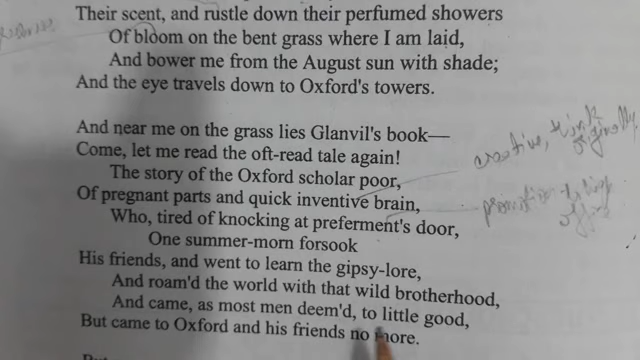 Their scent, and rustle down their perfumed showers
Of bloom on the bent grass where I am laid,
And bower me from the August sun with shade;
And the eye travels down to Oxford's towers.
And near me on the grass lies Glanvil's book—
Come, let me read the oft-read tale again!
The story of the Oxford scholar poor,
Of pregnant parts and quick inventive brain,
Who, tired of knocking at preferment's door,
One summer-morn forsook
His friends, and went to learn the gipsy-lore,
And roam'd the world with that wild brotherhood,
And came, as most men deem'd, to little good,
But came to Oxford and his friends no more.
creative, think
originally